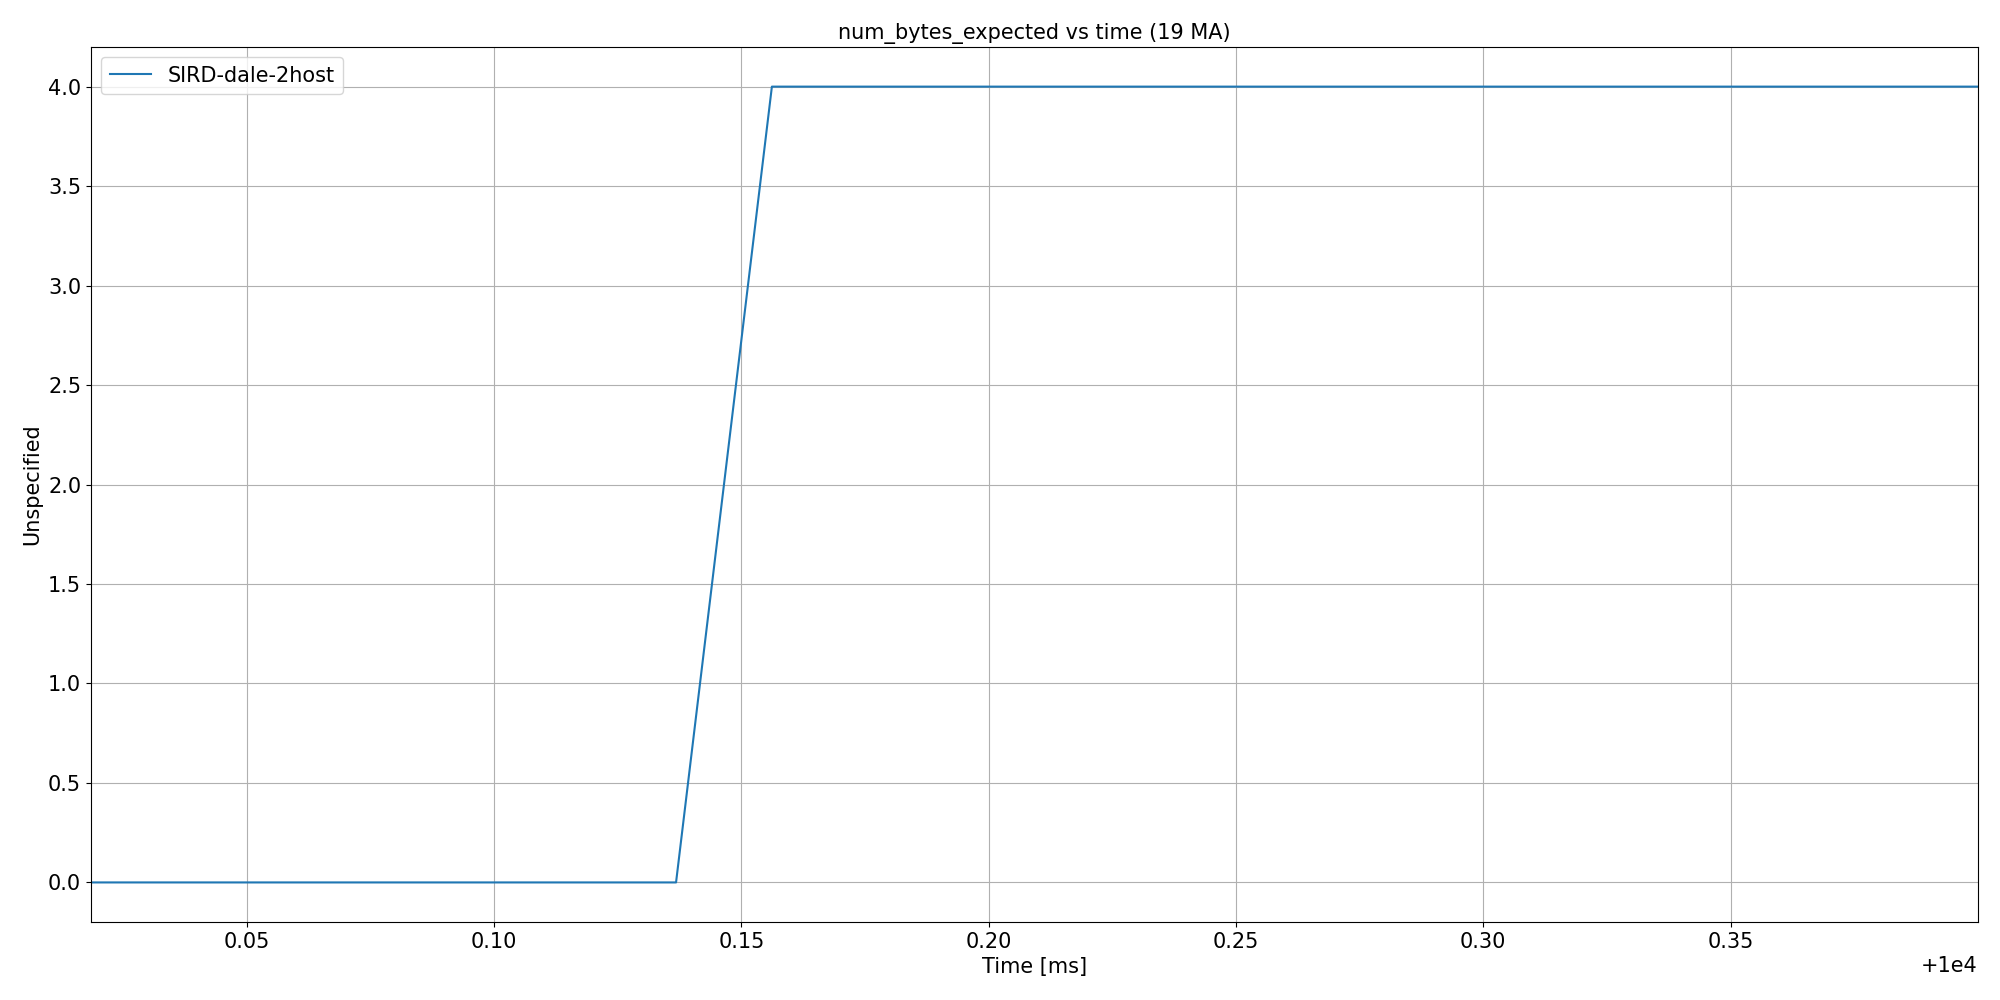 num_bytes_expected vs time (19 MA)
SIRD-dale-2host
4.0
3.5
3.0
2.5
2.0
1.5
1.0
0.5
0.0
Unspecified
0.05 0.10 0.15 0.20 0.25 0.30 0.35
Time [ms]
+1e4